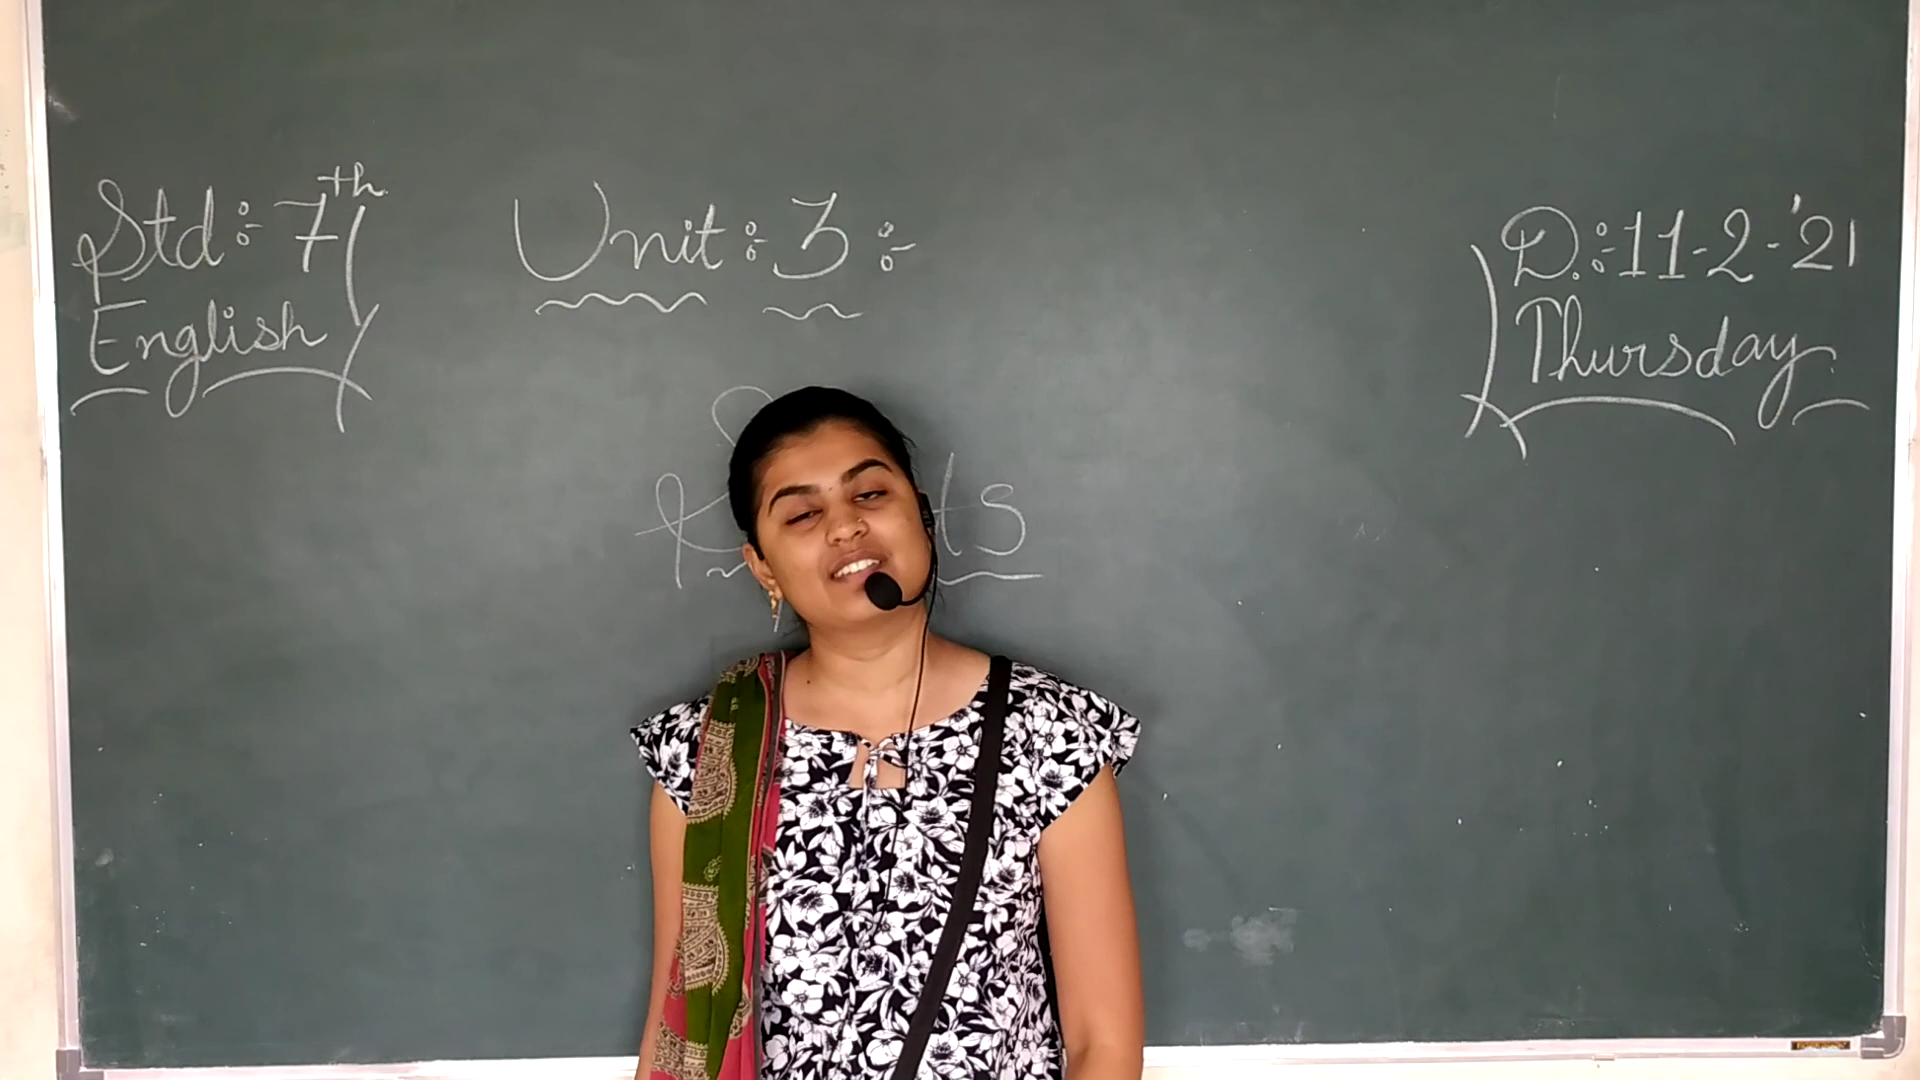 Std:- 7th
English
Unit:- 3:-
D.:-11-2-'21
Thursday